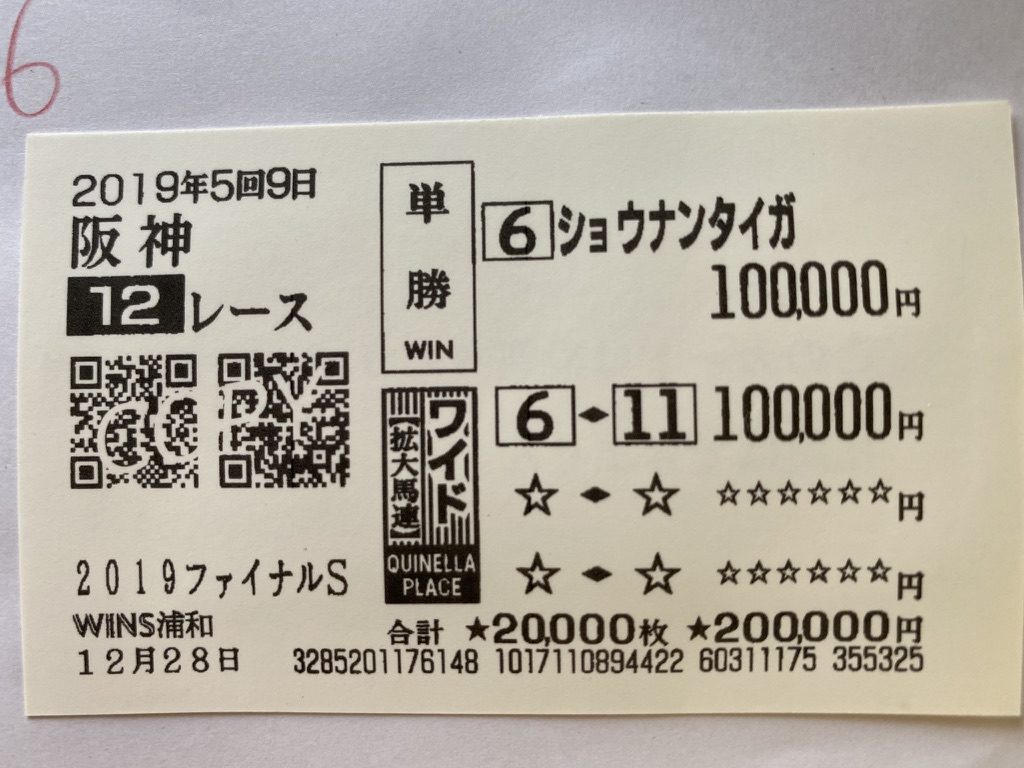 6
2019年5回9日
阪神
12レース
COPY
2019ファイナルS
WINS浦和
12月28日
単勝
WIN
6 ショウナンタイガ
100,000円
ワイド
【拡大馬連】
QUINELLA
PLACE
6 ◆ 11 100,000円
☆ ◆ ☆ ☆☆☆☆☆☆円
☆ ◆ ☆ ☆☆☆☆☆☆円
合計 ★20,000枚 ★200,000円
3285201176148 1017110894422 60311175 355325